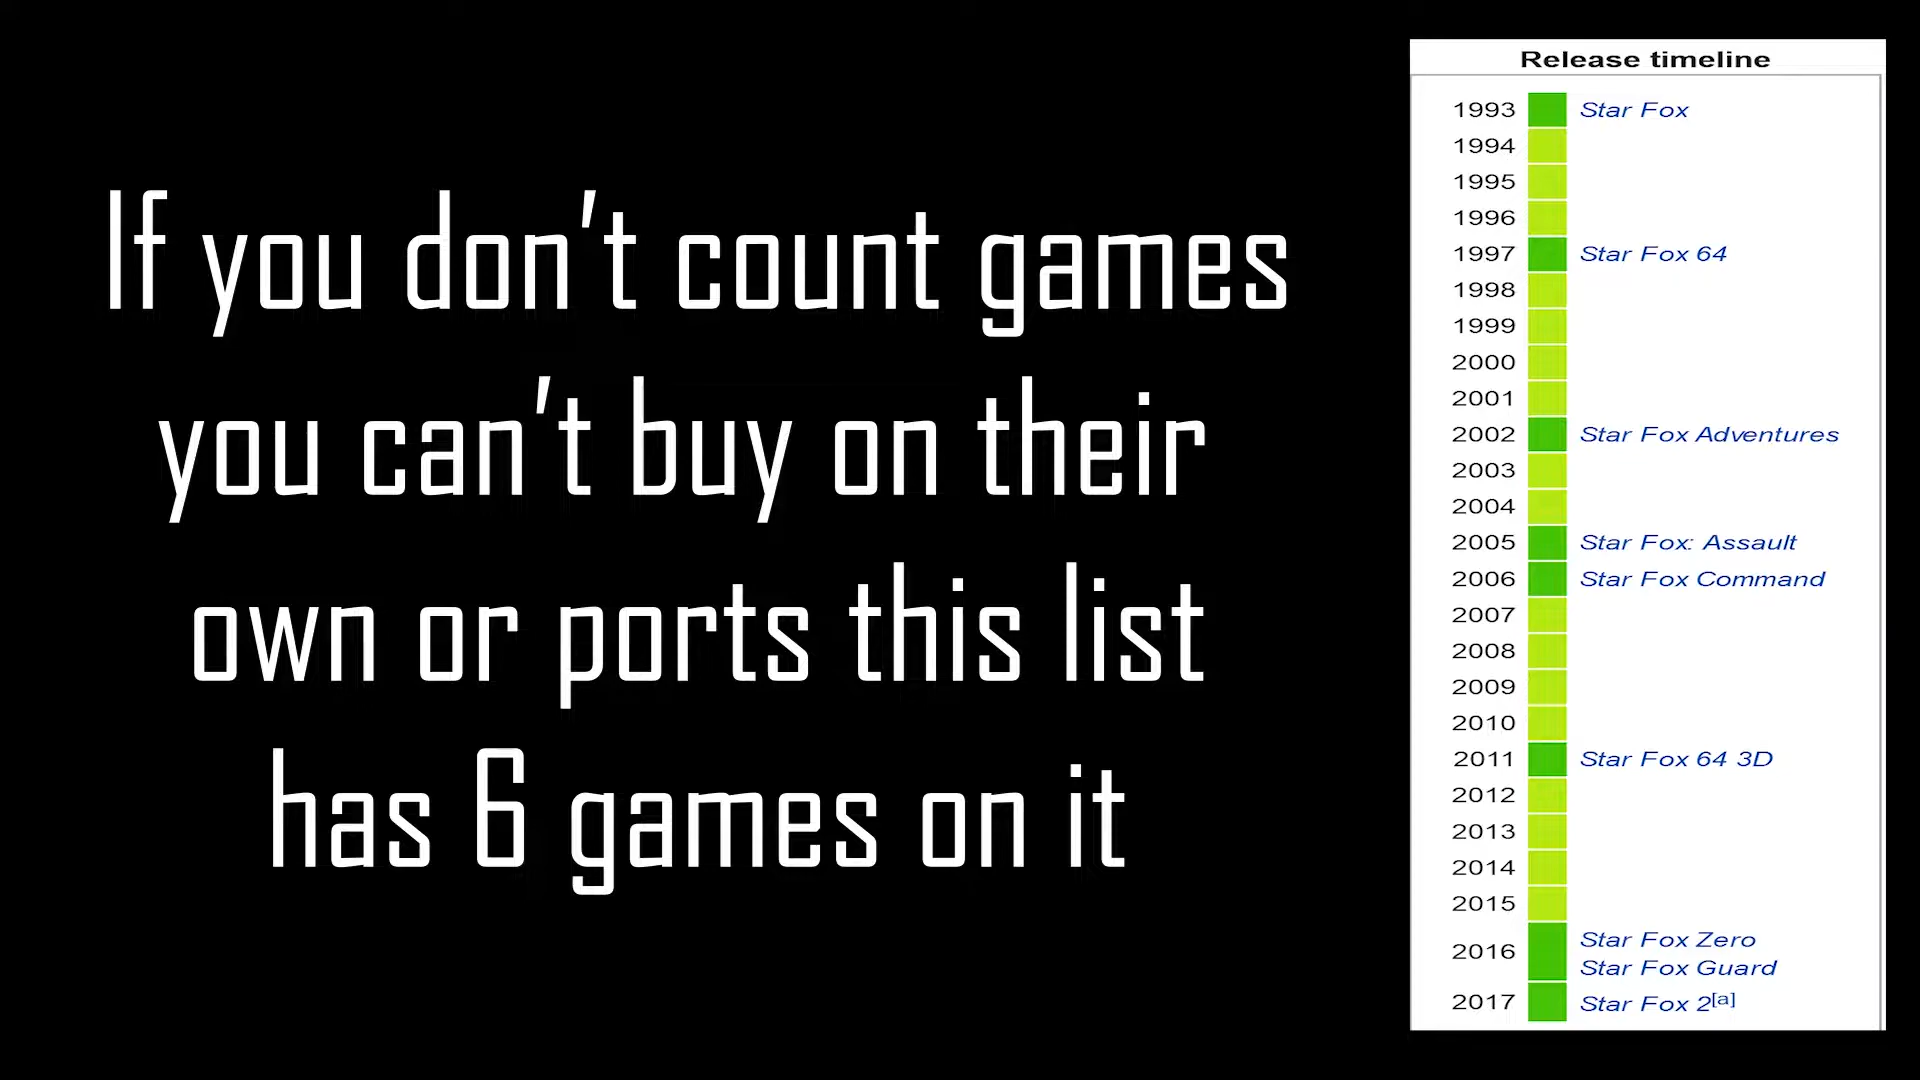 If you don't count games
you can't buy on their
own or ports this list
has 6 games on it
Release timeline
1993 Star Fox
1994
1995
1996
1997 Star Fox 64
1998
1999
2000
2001
2002 Star Fox Adventures
2003
2004
2005 Star Fox: Assault
2006 Star Fox Command
2007
2008
2009
2010
2011 Star Fox 64 3D
2012
2013
2014
2015
2016 Star Fox Zero
Star Fox Guard
2017 Star Fox 2[a]